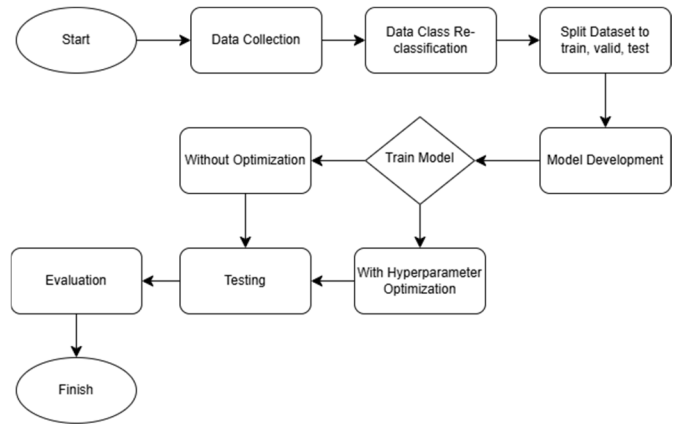 Start
Data Collection
Data Class Re-
classification
Split Dataset to
train, valid, test
Without Optimization
Train Model
Model Development
Evaluation
Testing
With Hyperparameter
Optimization
Finish